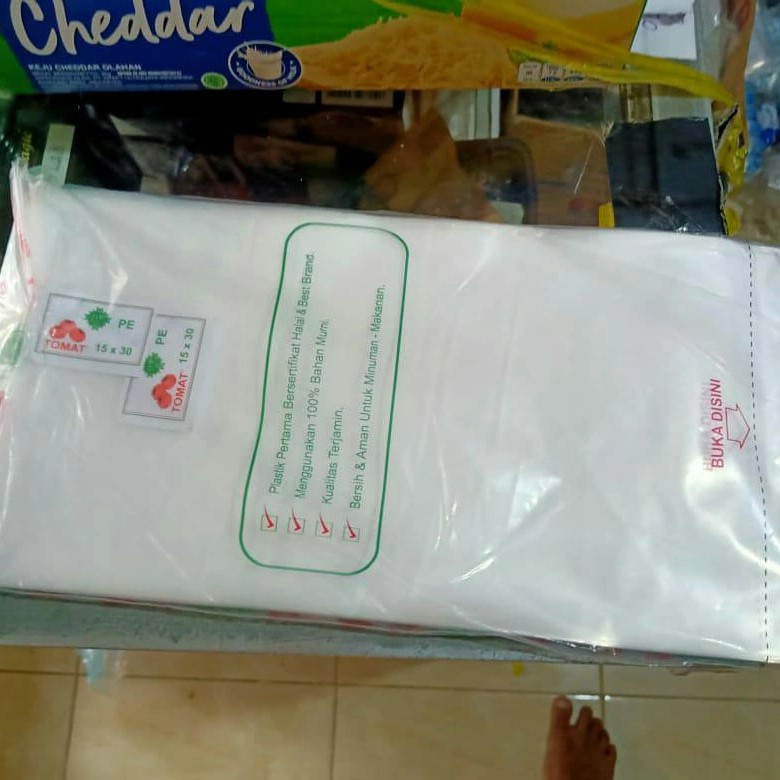 Cheddar
KEJU CHEDDAR OLAHAN
PE
TOMAT 15 x 30
PE
TOMAT 15 x 30
Plastik Pertama Bersertifikat Halal & Best Brand.
Menggunakan 100% Bahan Murni.
Kualitas Terjamin.
Bersih & Aman Untuk Minuman - Makanan.
BUKA DISINI